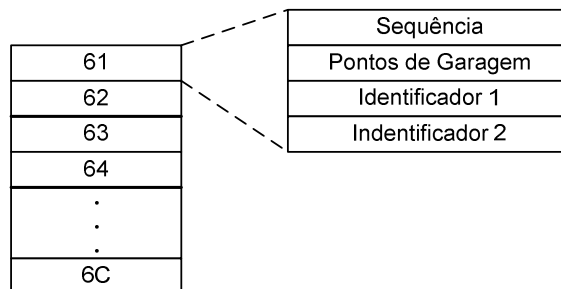 61
62
63
64
.
.
.
6C
Sequência
Pontos de Garagem
Identificador 1
Indentificador 2